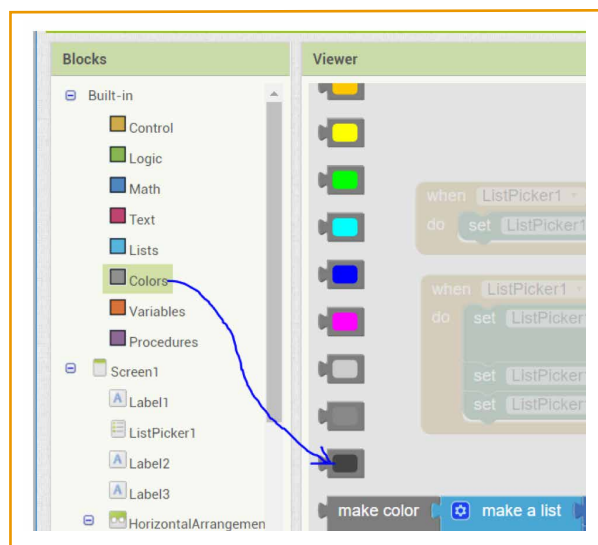 Blocks
Viewer
Built-in
Control
Logic
Math
Text
Lists
Colors
Variables
Procedures
Screen1
Label1
ListPicker1
Label2
Label3
HorizontalArrangemen
when ListPicker1
do set ListPicker1
when ListPicker1
do set ListPicker
set ListPicker
set ListPicker
make color make a list